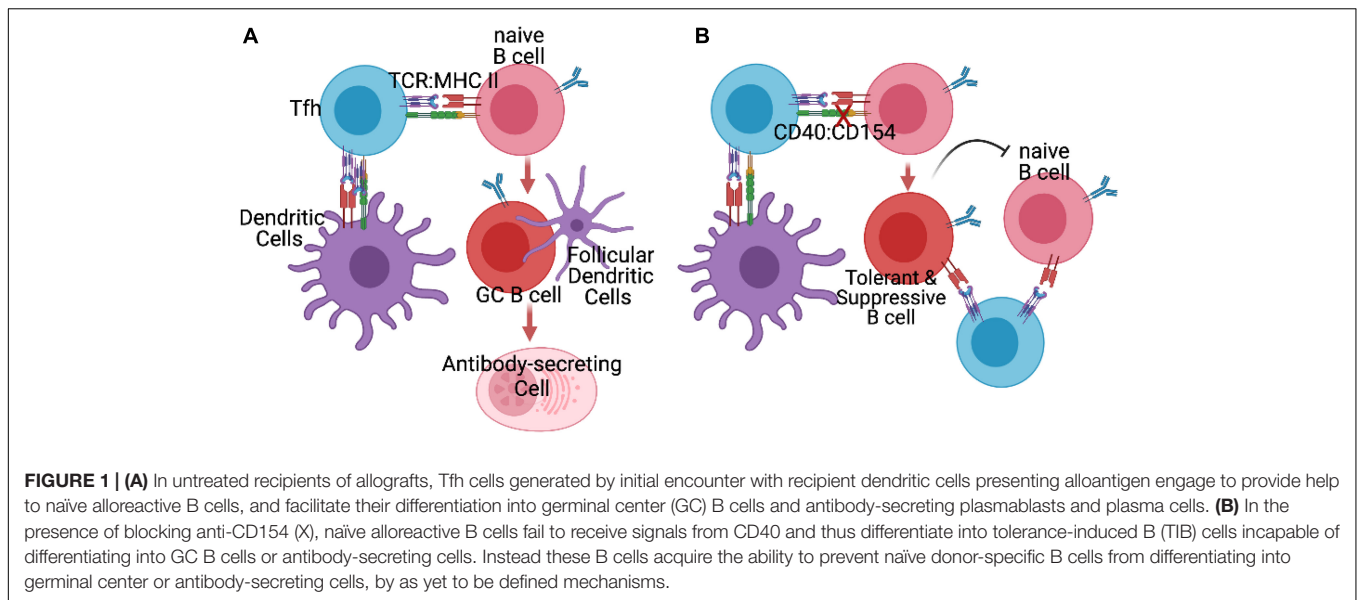 A
naive
B cell
TCR:MHC II
Tfh
Dendritic
Cells
Follicular
Dendritic
Cells
GC B cell
Antibody-secreting
Cell
B
CD40:CD154
naive
B cell
Tolerant &
Suppressive
B cell
FIGURE 1 | (A) In untreated recipients of allografts, Tfh cells generated by initial encounter with recipient dendritic cells presenting alloantigen engage to provide help
to naïve alloreactive B cells, and facilitate their differentiation into germinal center (GC) B cells and antibody-secreting plasmablasts and plasma cells. (B) In the
presence of blocking anti-CD154 (X), naïve alloreactive B cells fail to receive signals from CD40 and thus differentiate into tolerance-induced B (TIB) cells incapable of
differentiating into GC B cells or antibody-secreting cells. Instead these B cells acquire the ability to prevent naïve donor-specific B cells from differentiating into
germinal center or antibody-secreting cells, by as yet to be defined mechanisms.